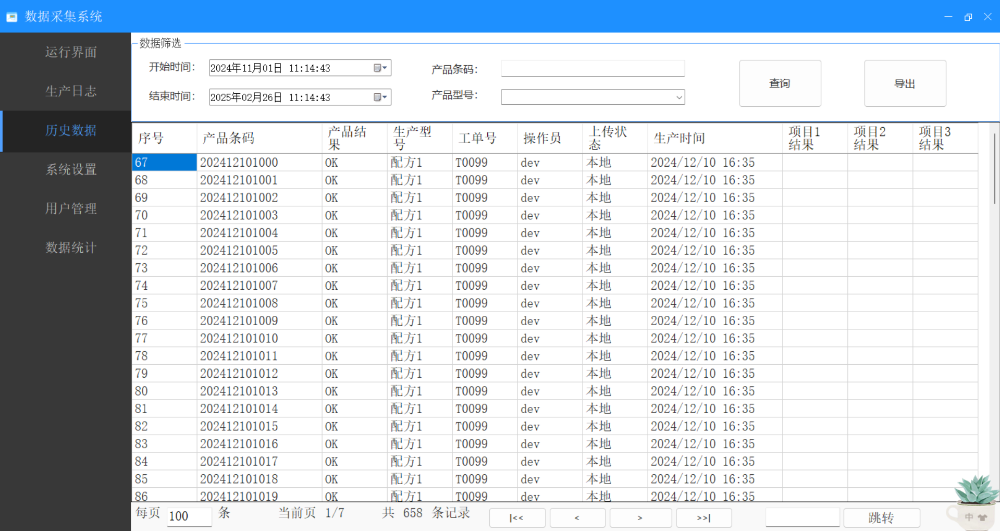 数据采集系统
运行界面
生产日志
历史数据
系统设置
用户管理
数据统计
数据筛选
开始时间： 2024年11月01日 11:14:43 产品条码： 查询 导出
结束时间： 2025年02月26日 11:14:43 产品型号：
序号 产品条码 产品结果 生产型号 工单号 操作员 上传状态 生产时间 项目1结果 项目2结果 项目3结果
67 202412101000 OK 配方1 T0099 dev 本地 2024/12/10 16:35
68 202412101001 OK 配方1 T0099 dev 本地 2024/12/10 16:35
69 202412101002 OK 配方1 T0099 dev 本地 2024/12/10 16:35
70 202412101003 OK 配方1 T0099 dev 本地 2024/12/10 16:35
71 202412101004 OK 配方1 T0099 dev 本地 2024/12/10 16:35
72 202412101005 OK 配方1 T0099 dev 本地 2024/12/10 16:35
73 202412101006 OK 配方1 T0099 dev 本地 2024/12/10 16:35
74 202412101007 OK 配方1 T0099 dev 本地 2024/12/10 16:35
75 202412101008 OK 配方1 T0099 dev 本地 2024/12/10 16:35
76 202412101009 OK 配方1 T0099 dev 本地 2024/12/10 16:35
77 202412101010 OK 配方1 T0099 dev 本地 2024/12/10 16:35
78 202412101011 OK 配方1 T0099 dev 本地 2024/12/10 16:35
79 202412101012 OK 配方1 T0099 dev 本地 2024/12/10 16:35
80 202412101013 OK 配方1 T0099 dev 本地 2024/12/10 16:35
81 202412101014 OK 配方1 T0099 dev 本地 2024/12/10 16:35
82 202412101015 OK 配方1 T0099 dev 本地 2024/12/10 16:35
83 202412101016 OK 配方1 T0099 dev 本地 2024/12/10 16:35
84 202412101017 OK 配方1 T0099 dev 本地 2024/12/10 16:35
85 202412101018 OK 配方1 T0099 dev 本地 2024/12/10 16:35
86 202412101019 OK 配方1 T0099 dev 本地 2024/12/10 16:35
每页 100 条 当前页 1/7 共 658 条记录 |<< < > >>| 跳转 中